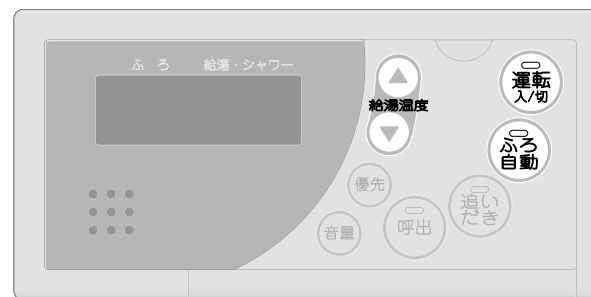 ふろ 給湯・シャワー
給湯温度
運転
入/切
ふろ
自動
優先
音量
呼出
追い
だき